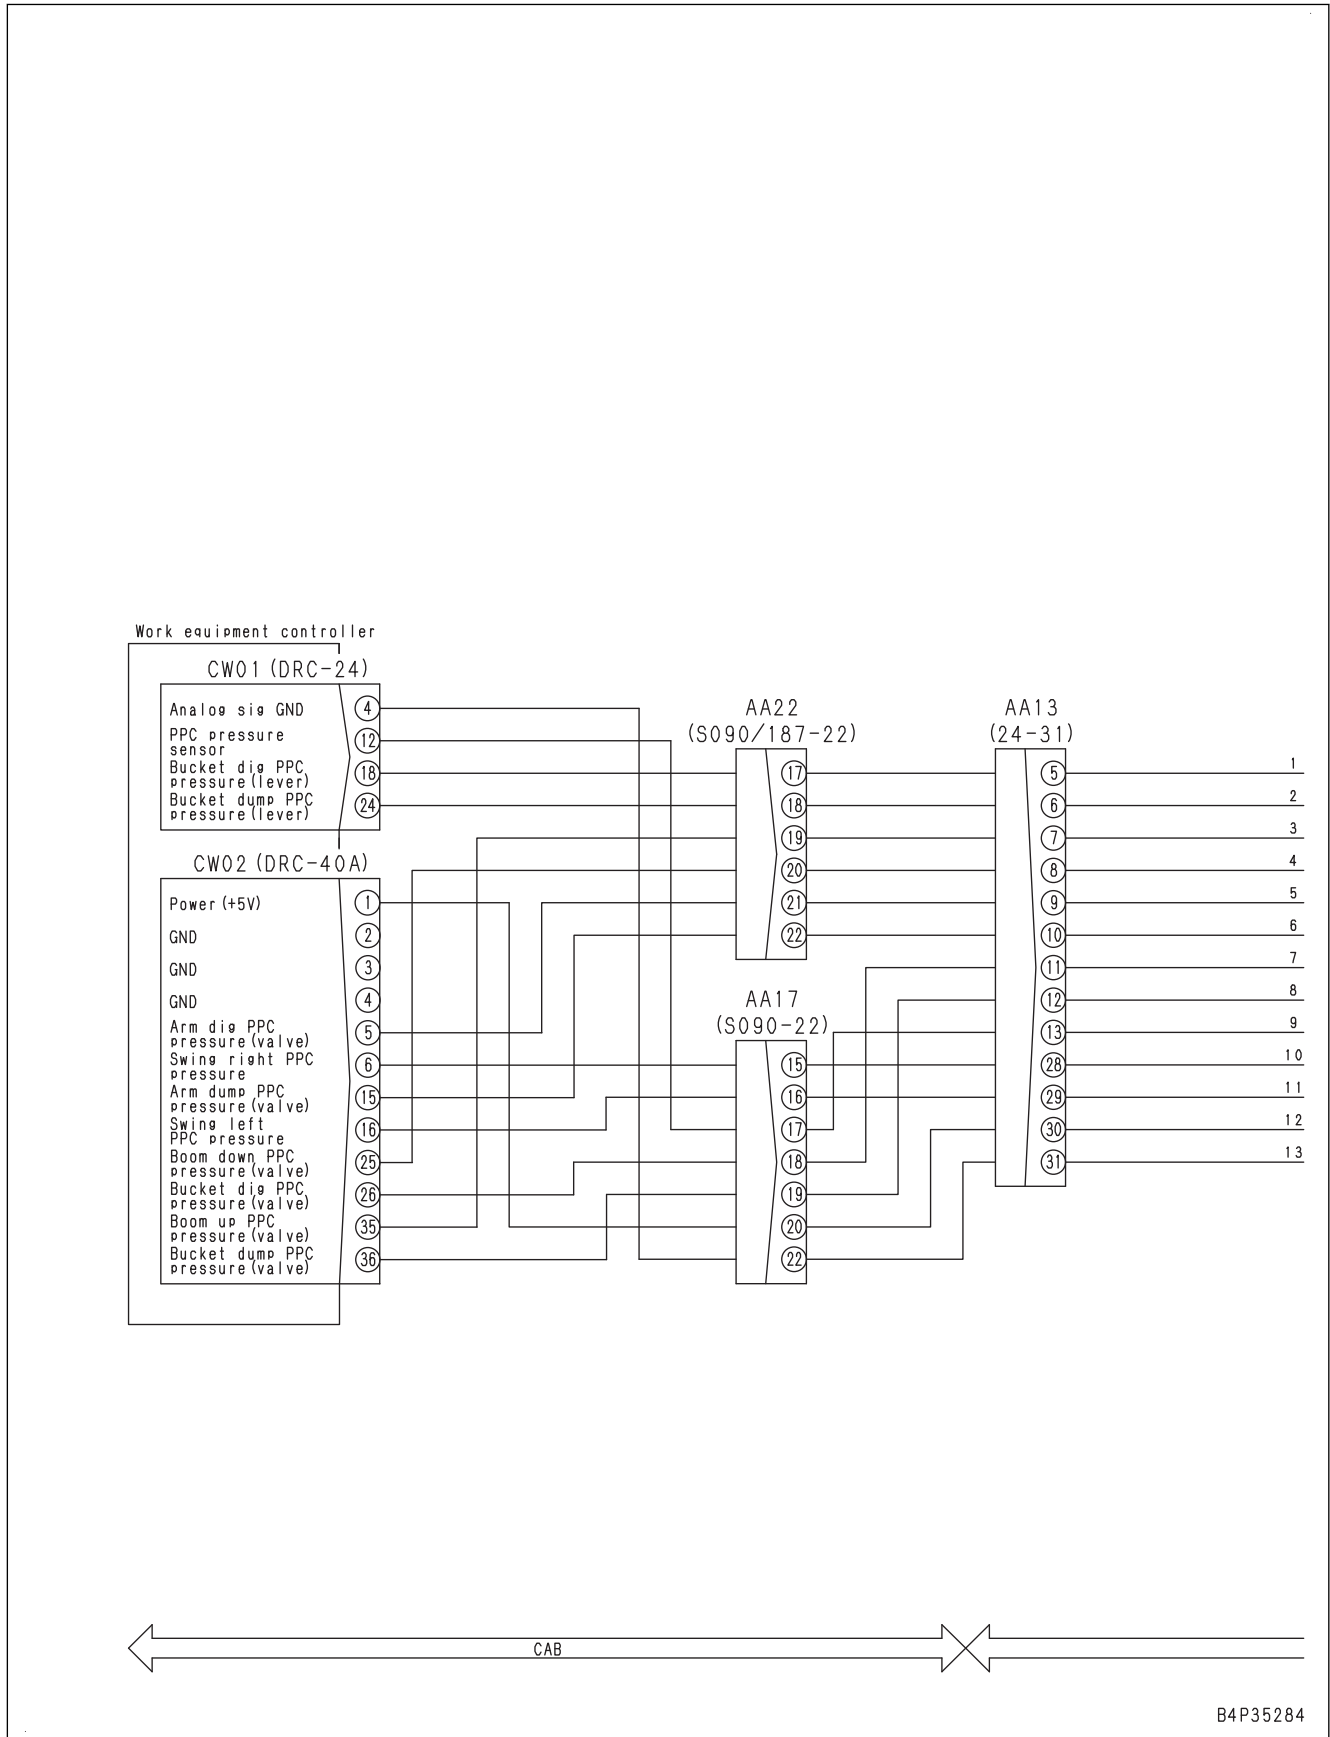 Work equipment controller
CW01 (DRC-24)
Analog sig GND
4
PPC pressure
sensor
12
Bucket dig PPC
pressure(lever)
18
Bucket dump PPC
pressure(lever)
24
CW02 (DRC-40A)
Power(+5V)
1
GND
2
GND
3
GND
4
Arm dig PPC
pressure(valve)
5
Swing right PPC
pressure
6
Arm dump PPC
pressure(valve)
15
Swing left
PPC pressure
16
Boom down PPC
pressure(valve)
25
Bucket dig PPC
pressure(valve)
26
Boom up PPC
pressure(valve)
35
Bucket dump PPC
pressure(valve)
36
AA22
(S090/187-22)
17
18
19
20
21
22
AA17
(S090-22)
15
16
17
18
19
20
22
AA13
(24-31)
5
6
7
8
9
10
11
12
13
28
29
30
31
1
2
3
4
5
6
7
8
9
10
11
12
13
CAB
B4P35284